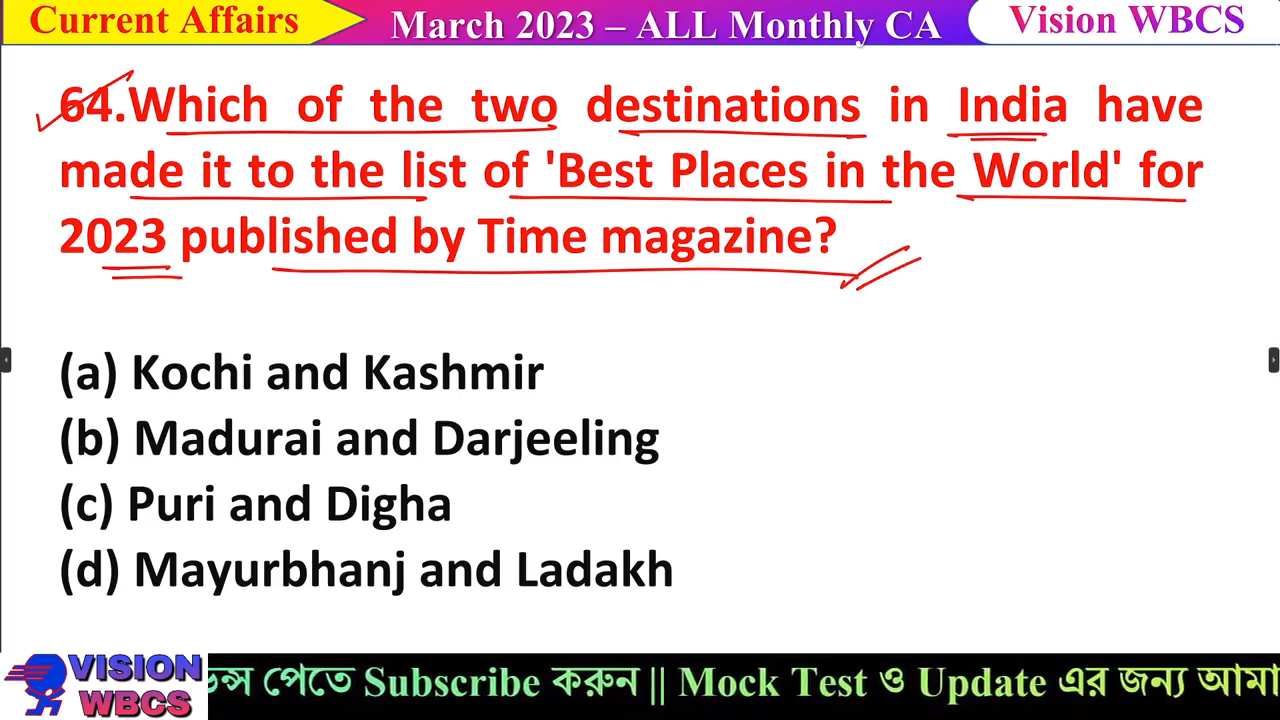 Current Affairs
March 2023 – ALL Monthly CA
Vision WBCS
64.Which of the two destinations in India have
made it to the list of 'Best Places in the World' for
2023 published by Time magazine?
(a) Kochi and Kashmir
(b) Madurai and Darjeeling
(c) Puri and Digha
(d) Mayurbhanj and Ladakh
VISION
WBCS
পেতে Subscribe করুন || Mock Test ও Update এর জন্য আমা